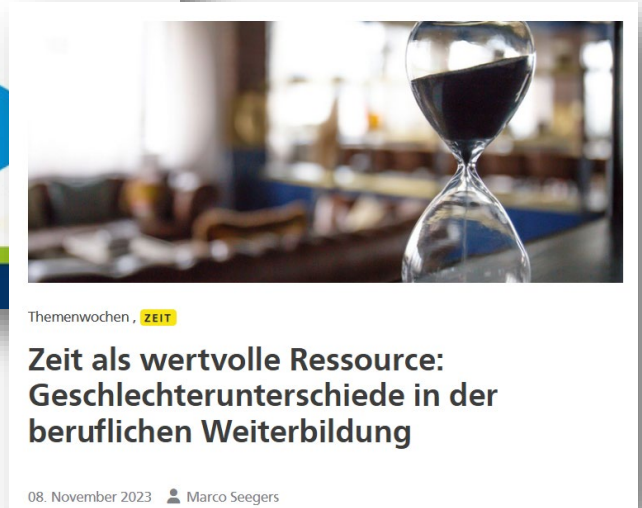 Themenwochen , ZEIT
Zeit als wertvolle Ressource:
Geschlechterunterschiede in der
beruflichen Weiterbildung
08. November 2023 Marco Seegers